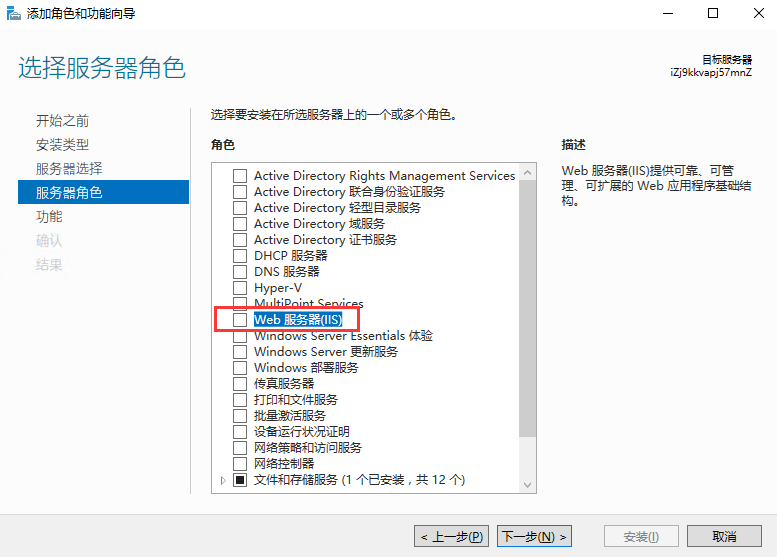 添加角色和功能向导
选择服务器角色
目标服务器
iZj9kkvapj57mnZ
开始之前
安装类型
服务器选择
服务器角色
功能
确认
结果
选择要安装在所选服务器上的一个或多个角色。
角色
Active Directory Rights Management Services
Active Directory 联合身份验证服务
Active Directory 轻型目录服务
Active Directory 域服务
Active Directory 证书服务
DHCP 服务器
DNS 服务器
Hyper-V
MultiPoint Services
Web 服务器(IIS)
Windows Server Essentials 体验
Windows Server 更新服务
Windows 部署服务
传真服务器
打印和文件服务
批量激活服务
设备运行状况证明
网络策略和访问服务
网络控制器
文件和存储服务 (1 个已安装，共 12 个)
描述
Web 服务器(IIS)提供可靠、可管
理、可扩展的 Web 应用程序基础结
构。
< 上一步(P)
下一步(N) >
安装(I)
取消